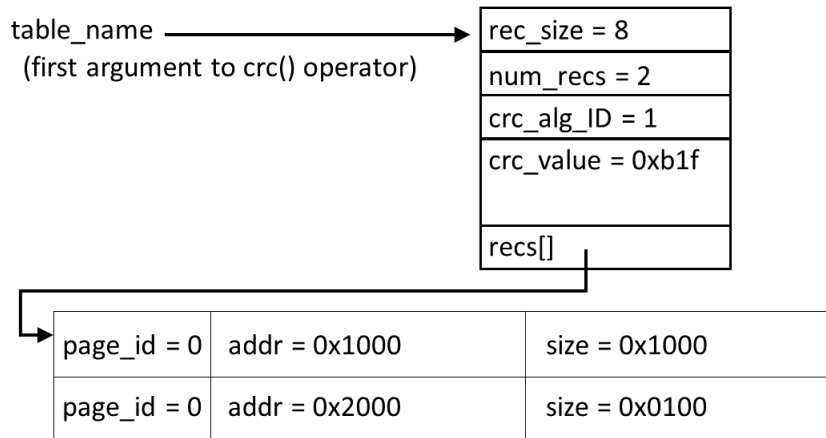 table_name
(first argument to crc() operator)
rec_size = 8
num_recs = 2
crc_alg_ID = 1
crc_value = 0xb1f
recs[]
page_id = 0 addr = 0x1000 size = 0x1000
page_id = 0 addr = 0x2000 size = 0x0100